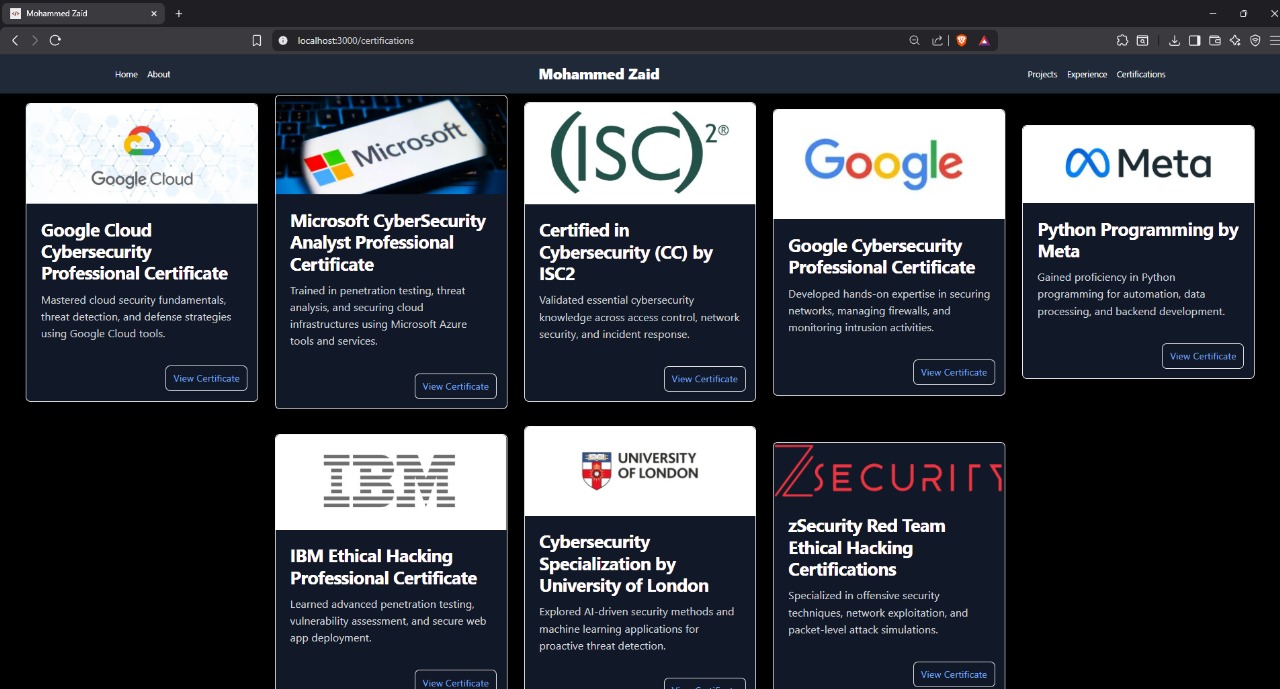 Mohammed Zaid
localhost:3000/certifications
Home About
Mohammed Zaid
Projects Experience Certifications
Google Cloud
Google Cloud
Cybersecurity
Professional Certificate
Mastered cloud security fundamentals,
threat detection, and defense strategies
using Google Cloud tools.
View Certificate
Microsoft
Microsoft CyberSecurity
Analyst Professional
Certificate
Trained in penetration testing, threat
analysis, and securing cloud
infrastructures using Microsoft Azure
tools and services.
View Certificate
(ISC)2®
Certified in
Cybersecurity (CC) by
ISC2
Validated essential cybersecurity
knowledge across access control, network
security, and incident response.
View Certificate
Google
Google Cybersecurity
Professional Certificate
Developed hands-on expertise in securing
networks, managing firewalls, and
monitoring intrusion activities.
View Certificate
Meta
Python Programming by
Meta
Gained proficiency in Python
programming for automation, data
processing, and backend development.
View Certificate
IBM
IBM Ethical Hacking
Professional Certificate
Learned advanced penetration testing,
vulnerability assessment, and secure web
app deployment.
View Certificate
UNIVERSITY
OF LONDON
Cybersecurity
Specialization by
University of London
Explored AI-driven security methods and
machine learning applications for
proactive threat detection.
View Certificate
ZSECURITY
zSecurity Red Team
Ethical Hacking
Certifications
Specialized in offensive security
techniques, network exploitation, and
packet-level attack simulations.
View Certificate